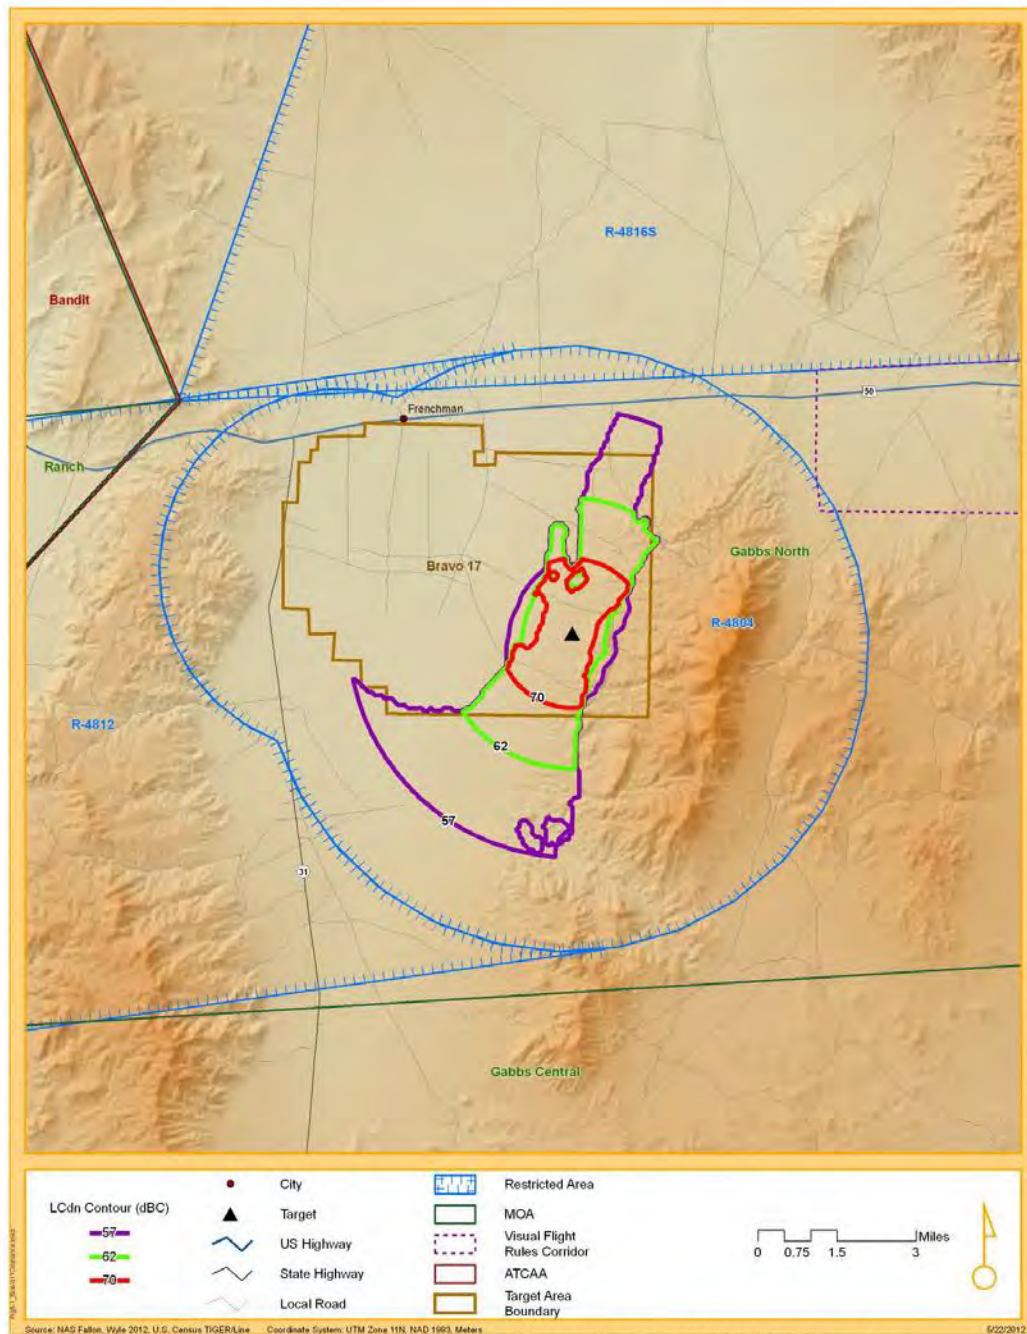 R-4816S
Bandit
50
Frenchman
Ranch
Gabbs North
Bravo 17
R-4804
70
R-4812
62
57
31
Gabbs Central
LCdn Contour (dBC)
57
62
70
City
Target
US Highway
State Highway
Local Road
Restricted Area
MOA
Visual Flight
Rules Corridor
ATCAA
Target Area
Boundary
Miles
0 0.75 1.5 3
Source: NAS Fallon, Wyle 2012, U.S. Census TIGER/Line Coordinate System: UTM Zone 11N, NAD 1983, Meters
5/22/2012